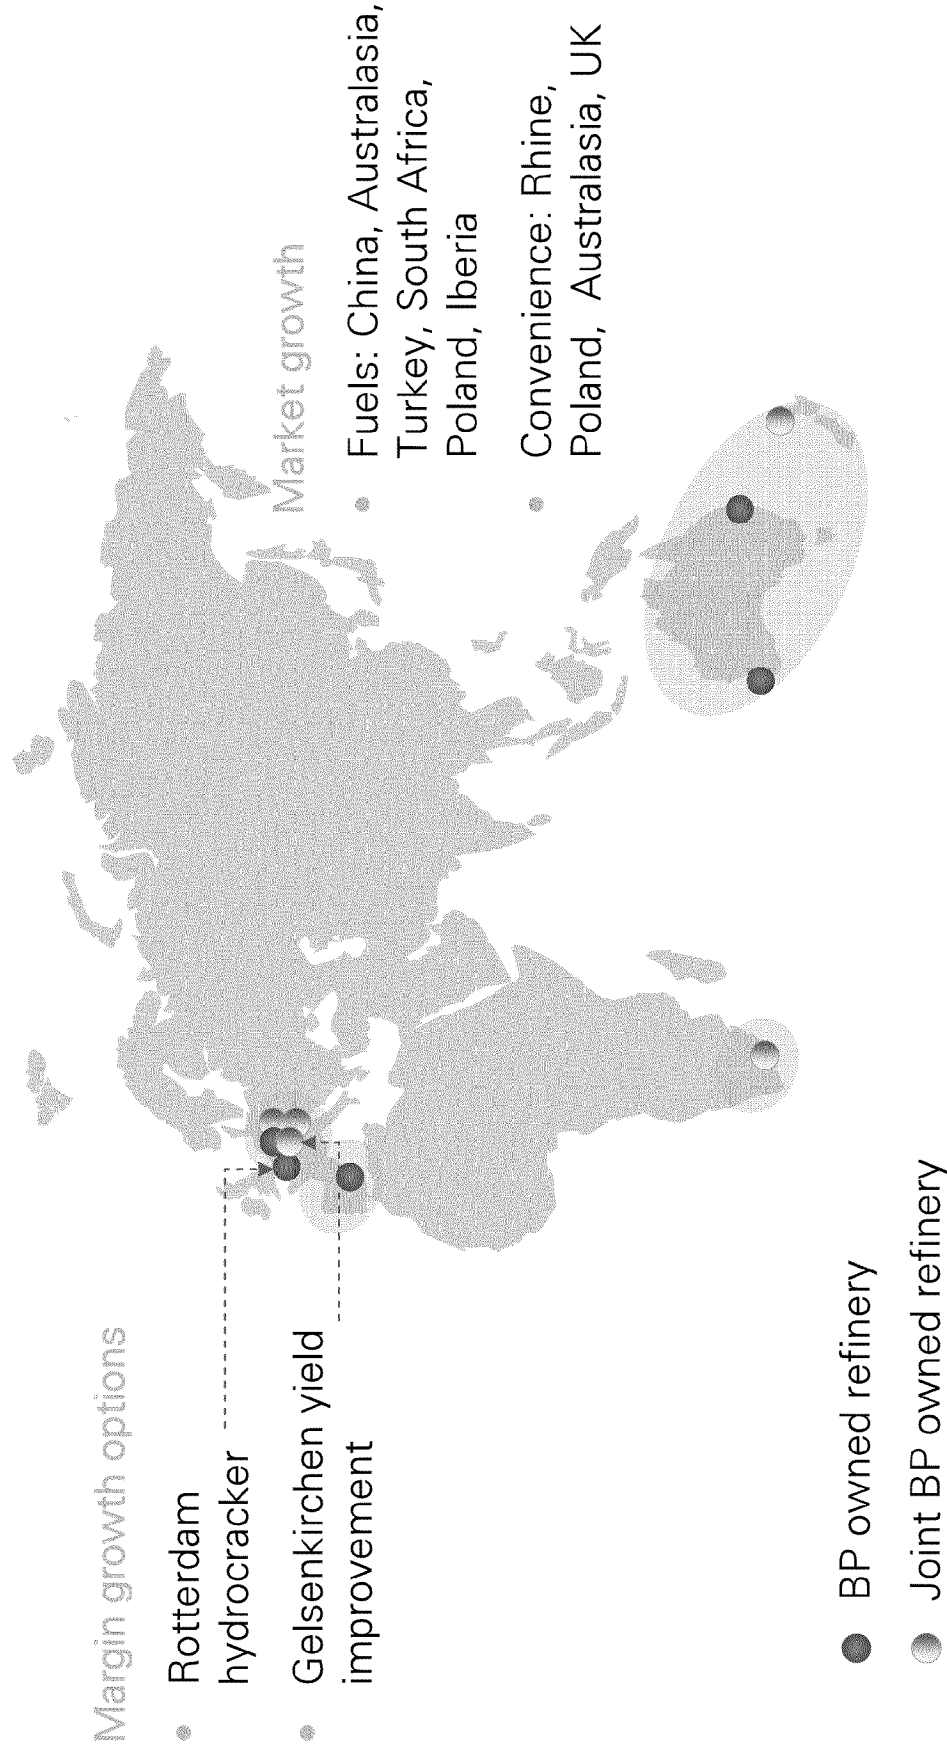 Margin growth options
Rotterdam
hydrocracker
Gelsenkirchen yield
improvement
Market growth
Fuels: China, Australasia,
Turkey, South Africa,
Poland, Iberia
Convenience: Rhine,
Poland, Australasia, UK
BP owned refinery
Joint BP owned refinery